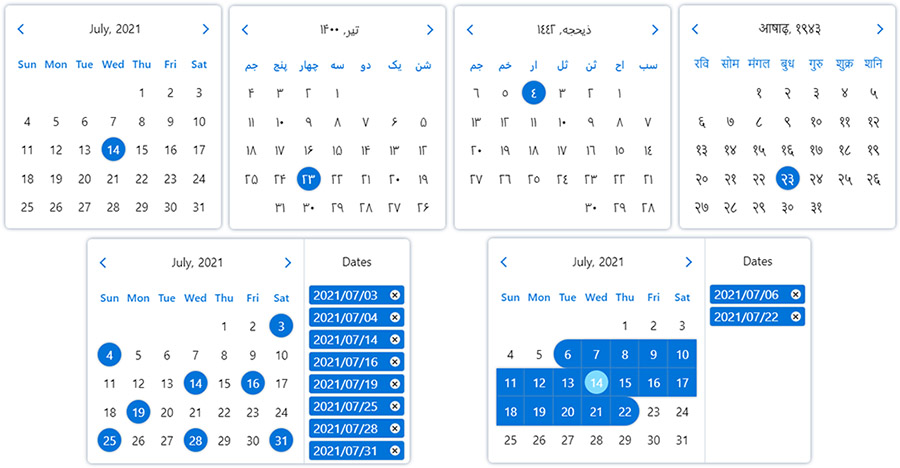 July, 2021
Sun Mon Tue Wed Thu Fri Sat
1 2 3
4 5 6 7 8 9 10
11 12 13 14 15 16 17
18 19 20 21 22 23 24
25 26 27 28 29 30 31
تیر, ۱۴۰۰
شن یک دو سه چهار پنج جم
۱ ۲ ۳ ۴
۵ ۶ ۷ ۸ ۹ ۱۰ ۱۱
۱۲ ۱۳ ۱۴ ۱۵ ۱۶ ۱۷ ۱۸
۱۹ ۲۰ ۲۱ ۲۲ ۲۳ ۲۴ ۲۵
۲۶ ۲۷ ۲۸ ۲۹ ۳۰ ۳۱
ذیحجه, ١٤٤٢
سب اح ثن ثل ار خم جم
١ ٢ ٣ ٤ ٥ ٦
٧ ٨ ٩ ١٠ ١١ ١٢ ١٣
١٤ ١٥ ١٦ ١٧ ١٨ ١٩ ٢٠
٢١ ٢٢ ٢٣ ٢٤ ٢٥ ٢٦ ٢٧
٢٨ ٢٩ ٣٠
आषाढ़, १९४३
रवि सोम मंगल बुध गुरु शुक्र शनि
१ २ ३ ४ ५
६ ७ ८ ९ १० ११ १२
१३ १४ १५ १६ १७ १८ १९
२० २१ २२ २३ २४ २५ २६
२७ २८ २९ ३० ३१
July, 2021
Sun Mon Tue Wed Thu Fri Sat
1 2 3
4 5 6 7 8 9 10
11 12 13 14 15 16 17
18 19 20 21 22 23 24
25 26 27 28 29 30 31
Dates
2021/07/03
2021/07/04
2021/07/14
2021/07/16
2021/07/19
2021/07/25
2021/07/28
2021/07/31
July, 2021
Sun Mon Tue Wed Thu Fri Sat
1 2 3
4 5 6 7 8 9 10
11 12 13 14 15 16 17
18 19 20 21 22 23 24
25 26 27 28 29 30 31
Dates
2021/07/06
2021/07/22